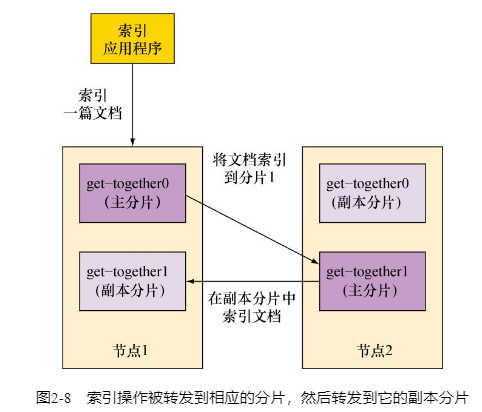 索引
应用程序
索引
一篇文档
将文档索引
到分片1
get-together0
（主分片）
get-together0
（副本分片）
get-together1
（副本分片）
get-together1
（主分片）
在副本分片中
索引文档
节点1
节点2
图2-8 索引操作被转发到相应的分片，然后转发到它的副本分片